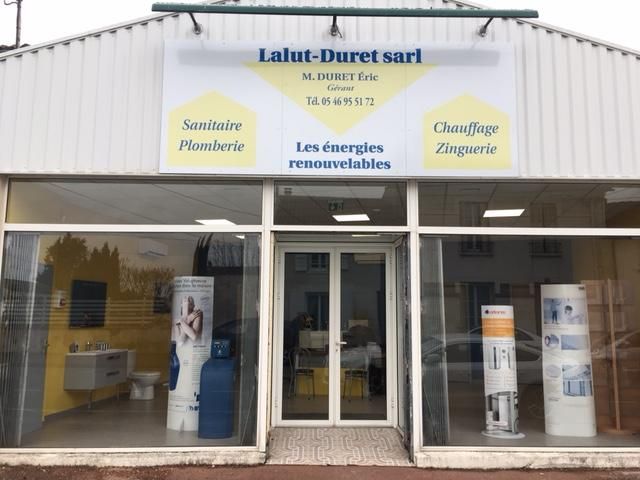 Lalut-Duret sarl
M. DURET Éric
Gérant
Tél. 05 46 95 51 72
Sanitaire
Plomberie
Les énergies
renouvelables
Chauffage
Zinguerie